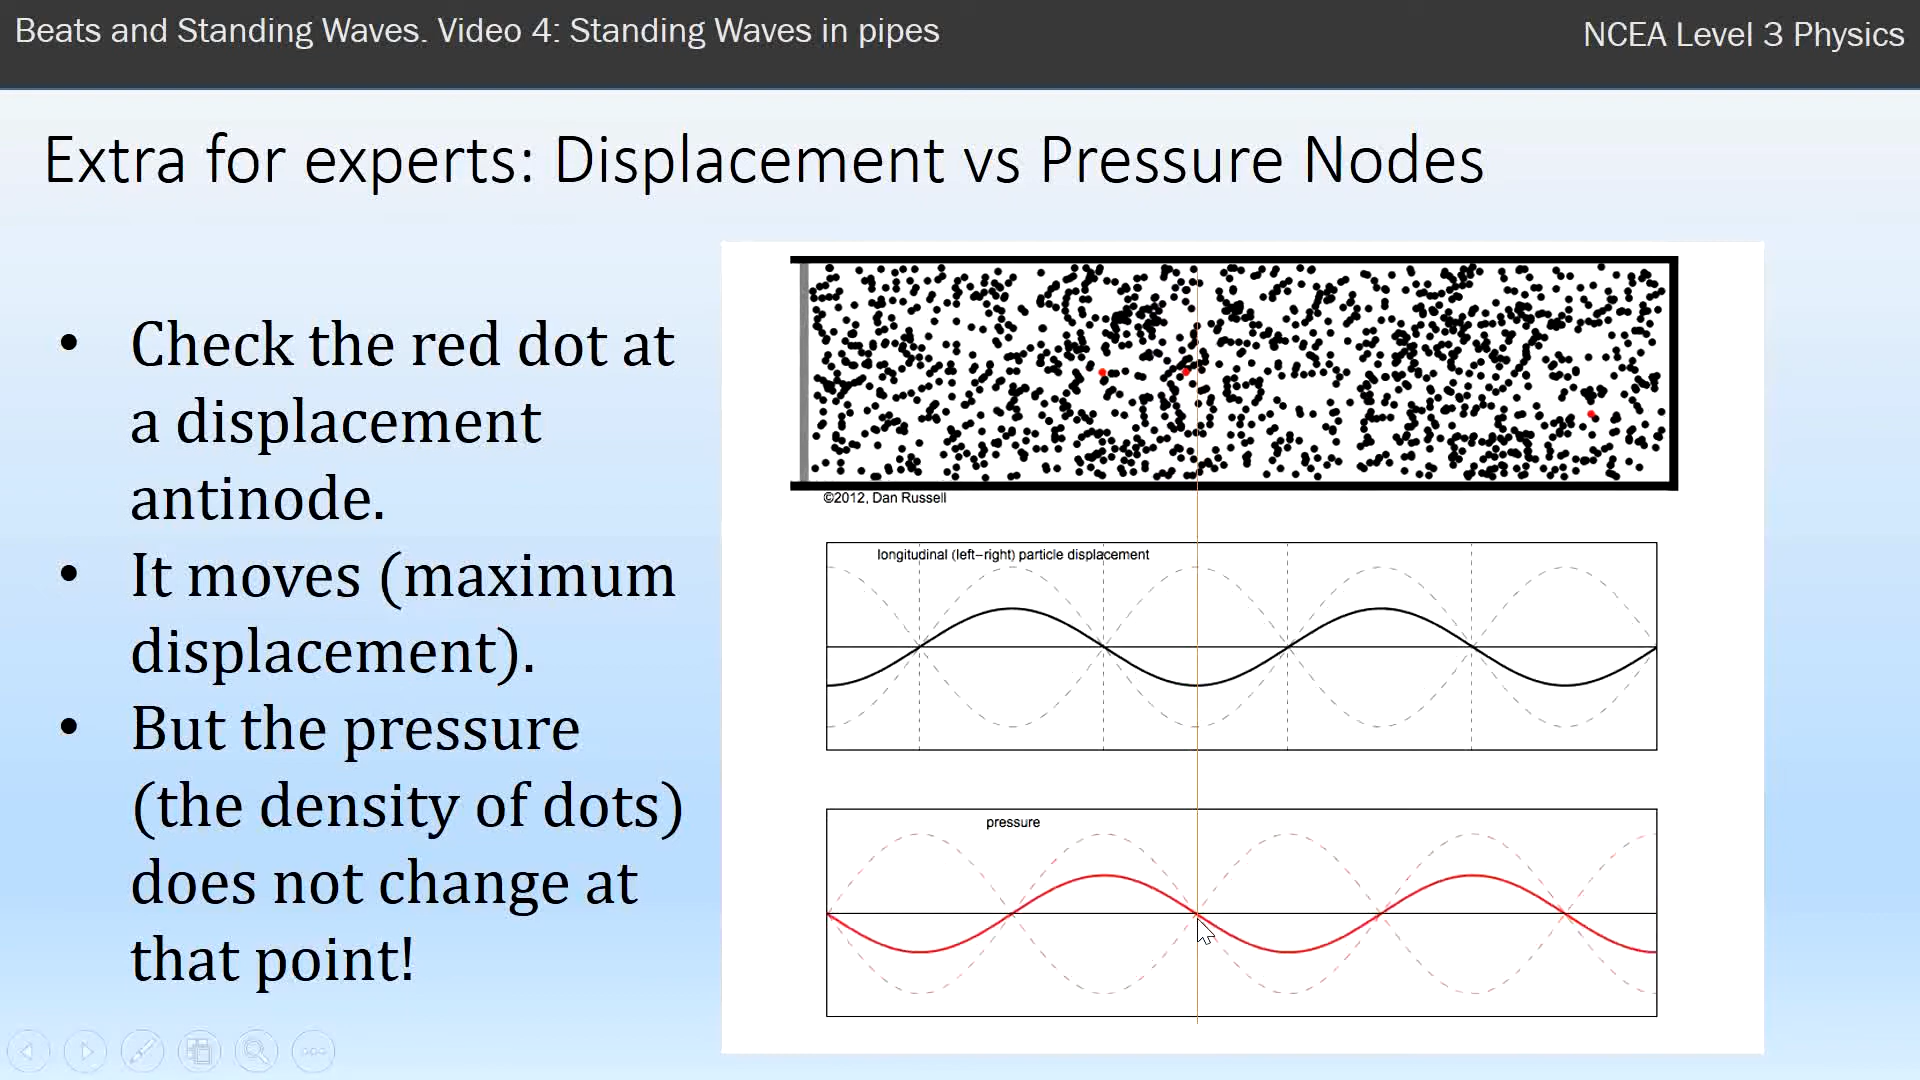 Beats and Standing Waves. Video 4: Standing Waves in pipes
NCEA Level 3 Physics
Extra for experts: Displacement vs Pressure Nodes
• Check the red dot at
a displacement
antinode.
• It moves (maximum
displacement).
• But the pressure
(the density of dots)
does not change at
that point!
©2012, Dan Russell
longitudinal (left–right) particle displacement
pressure